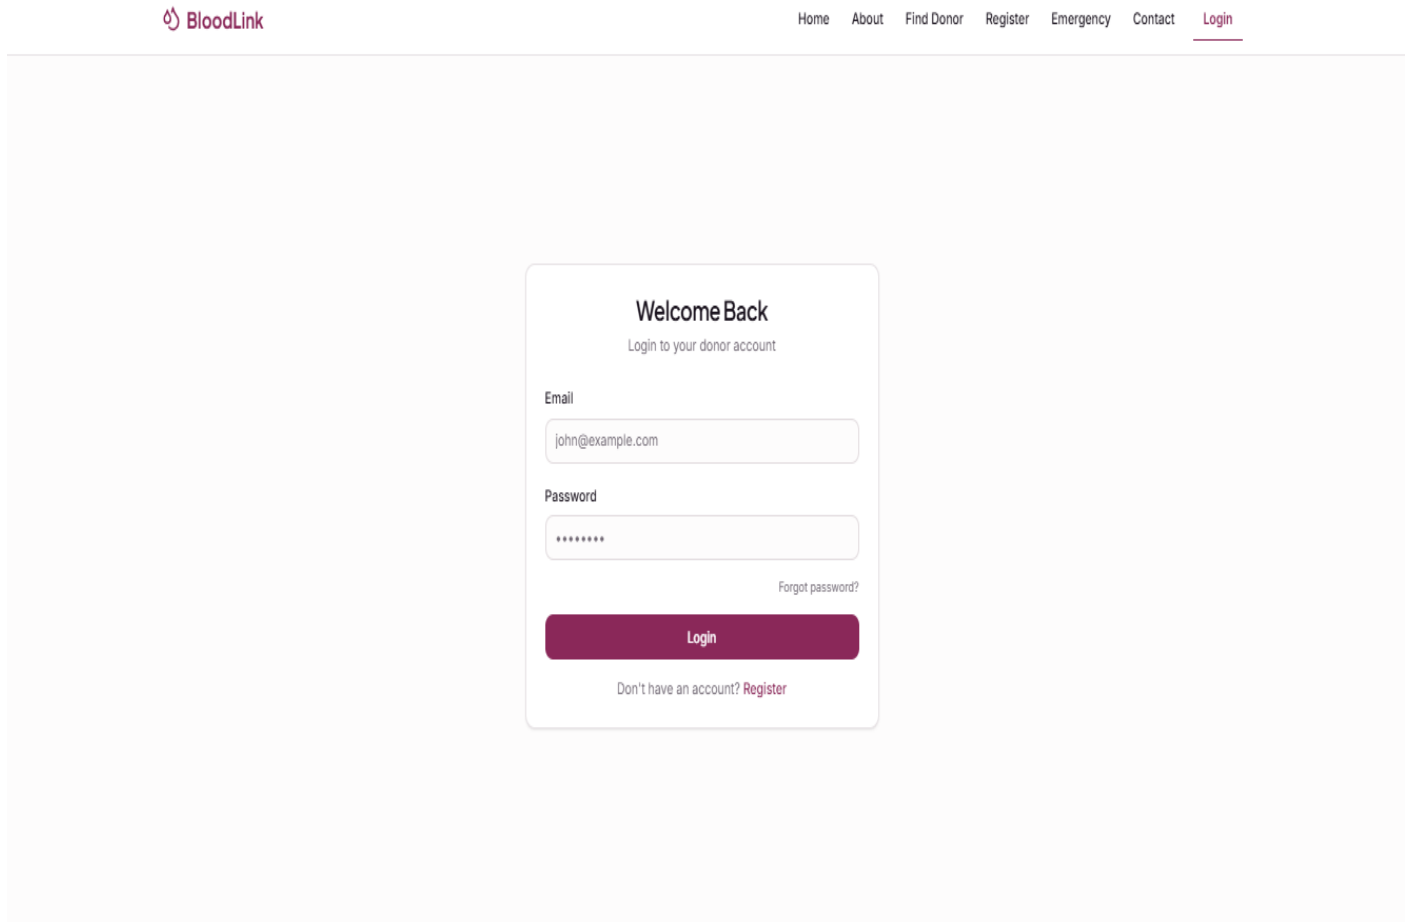 BloodLink
Home About Find Donor Register Emergency Contact Login
Welcome Back
Login to your donor account
Email
john@example.com
Password
••••••••
Forgot password?
Login
Don't have an account? Register